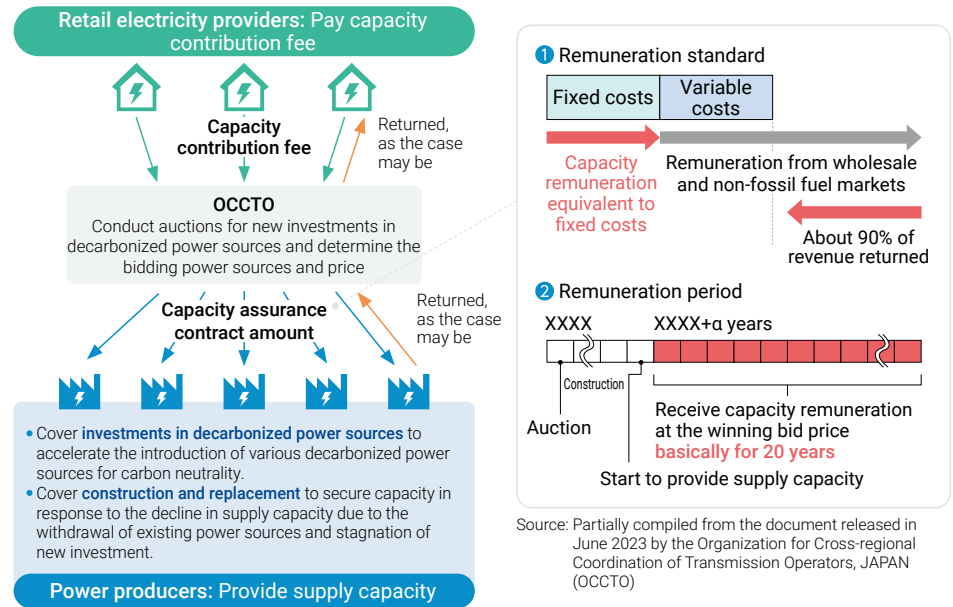 Retail electricity providers: Pay capacity
contribution fee
Capacity
contribution fee
Returned,
as the case
may be
OCCTO
Conduct auctions for new investments in
decarbonized power sources and determine the
bidding power sources and price
Capacity assurance
contract amount
Returned,
as the case
may be
• Cover investments in decarbonized power sources to
accelerate the introduction of various decarbonized power
sources for carbon neutrality.
• Cover construction and replacement to secure capacity in
response to the decline in supply capacity due to the
withdrawal of existing power sources and stagnation of
new investment.
Power producers: Provide supply capacity
1 Remuneration standard
Fixed costs
Variable
costs
Capacity
remuneration
equivalent to
fixed costs
Remuneration from wholesale
and non-fossil fuel markets
About 90% of
revenue returned
2 Remuneration period
XXXX
XXXX+α years
Construction
Auction
Receive capacity remuneration
at the winning bid price
basically for 20 years
Start to provide supply capacity
Source: Partially compiled from the document released in
June 2023 by the Organization for Cross-regional
Coordination of Transmission Operators, JAPAN
(OCCTO)